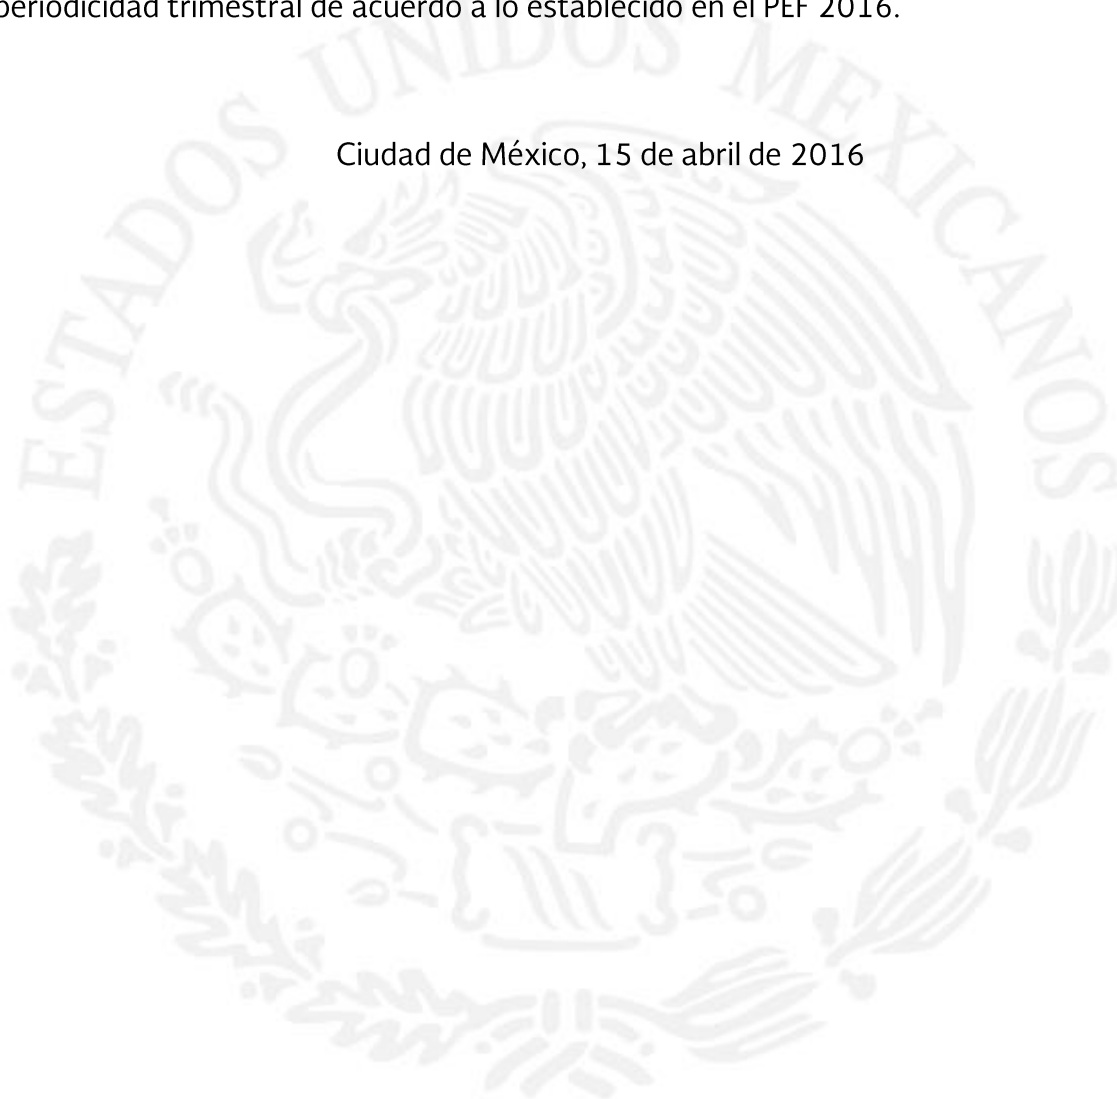 periodicidad trimestral de acuerdo a lo establecido en el PEF 2016.
ESTADOS UNIDOS MEXICANOS
Ciudad de México, 15 de abril de 2016